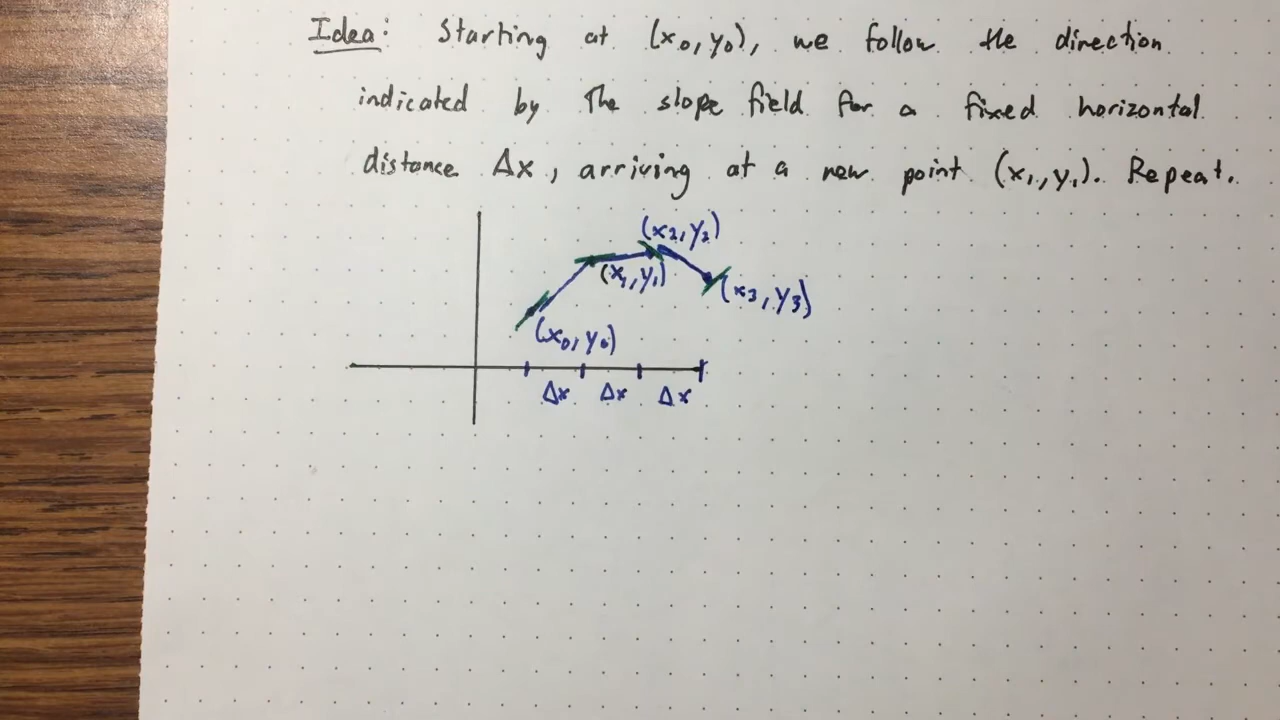 Idea: Starting at (x₀, y₀), we follow the direction
indicated by the slope field for a fixed horizontal
distance Δx, arriving at a new point (x₁, y₁). Repeat.
(x₂, y₂)
(x₁, y₁)
(x₃, y₃)
(x₀, y₀)
Δx Δx Δx